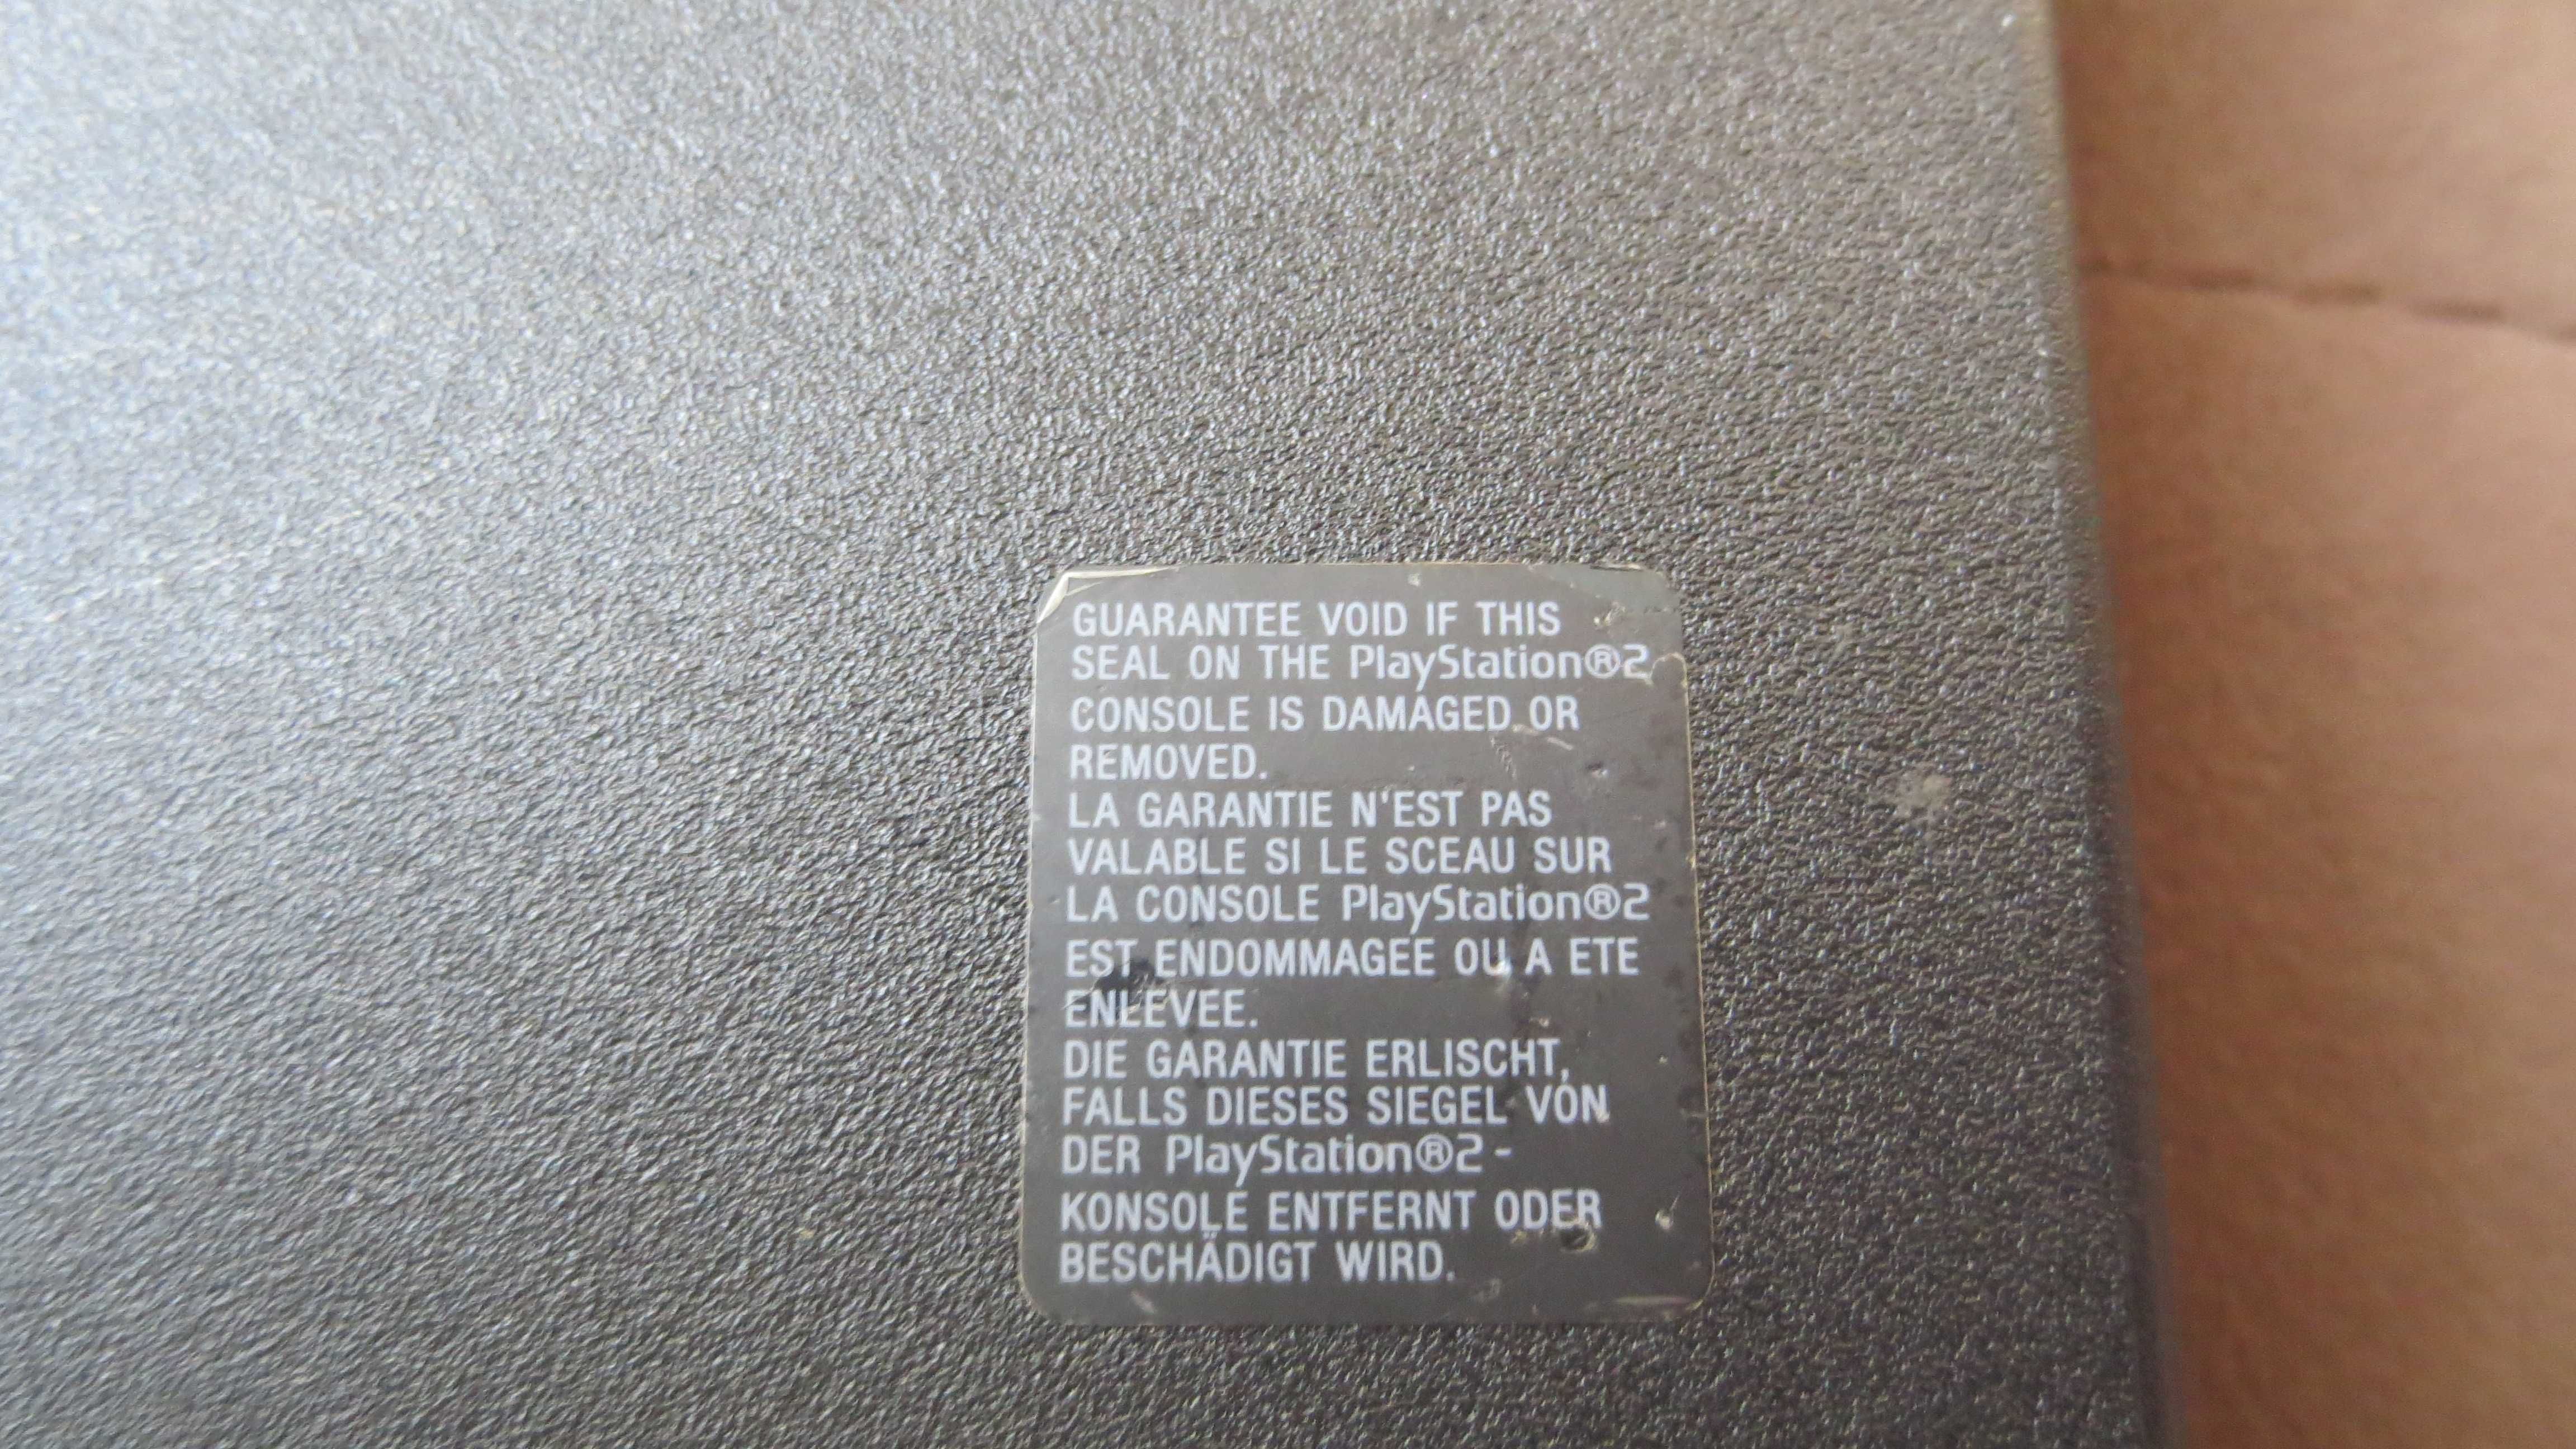 GUARANTEE VOID IF THIS
SEAL ON THE PlayStation®2
CONSOLE IS DAMAGED OR
REMOVED.
LA GARANTIE N'EST PAS
VALABLE SI LE SCEAU SUR
LA CONSOLE PlayStation®2
EST ENDOMMAGEE OU A ETE
ENLEVEE.
DIE GARANTIE ERLISCHT,
FALLS DIESES SIEGEL VON
DER PlayStation®2-
KONSOLE ENTFERNT ODER
BESCHÄDIGT WIRD.